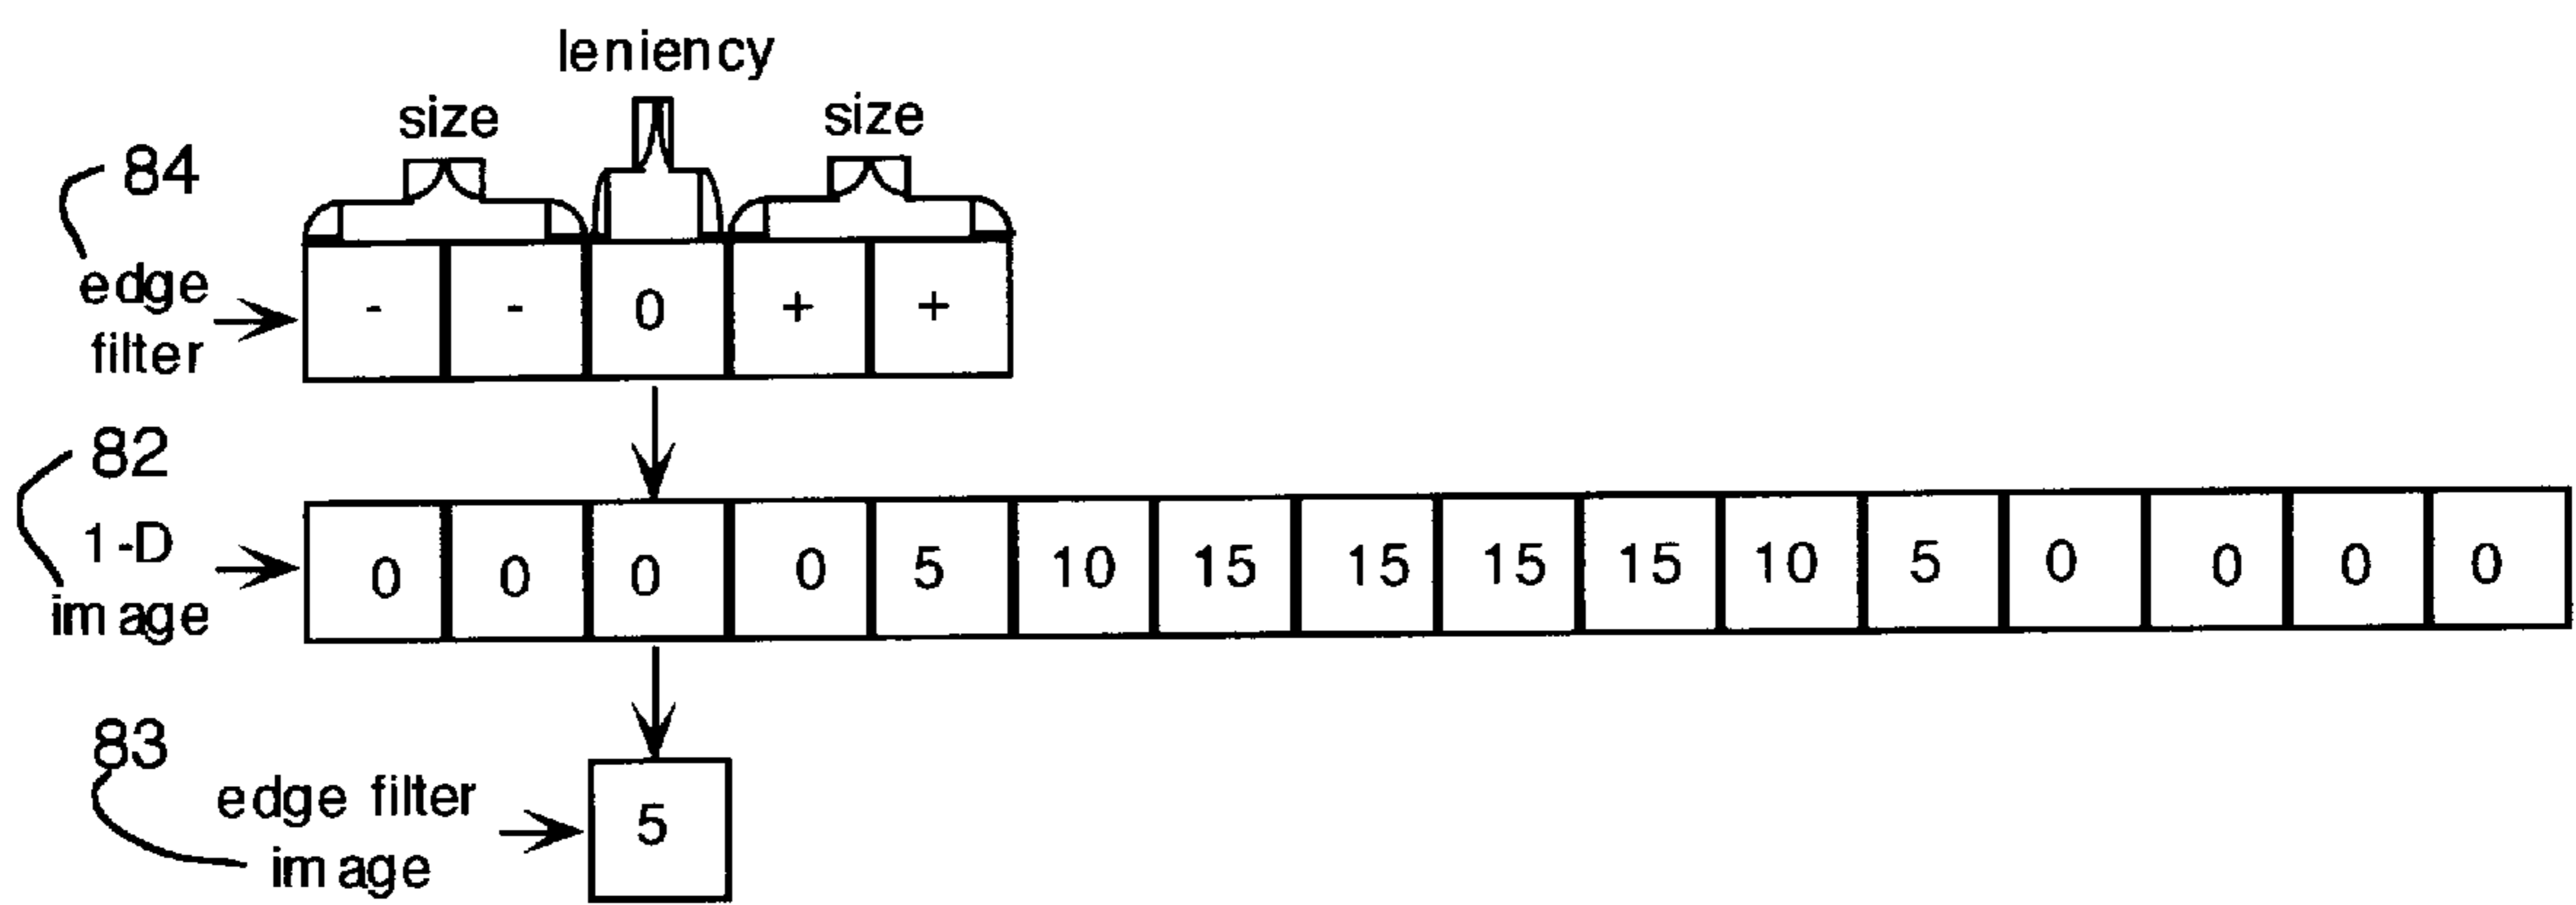 leniency
size size
84
edge
filter
- - 0 + +
82
1-D
image
0 0 0 0 5 10 15 15 15 15 10 5 0 0 0 0
83
edge filter
image
5